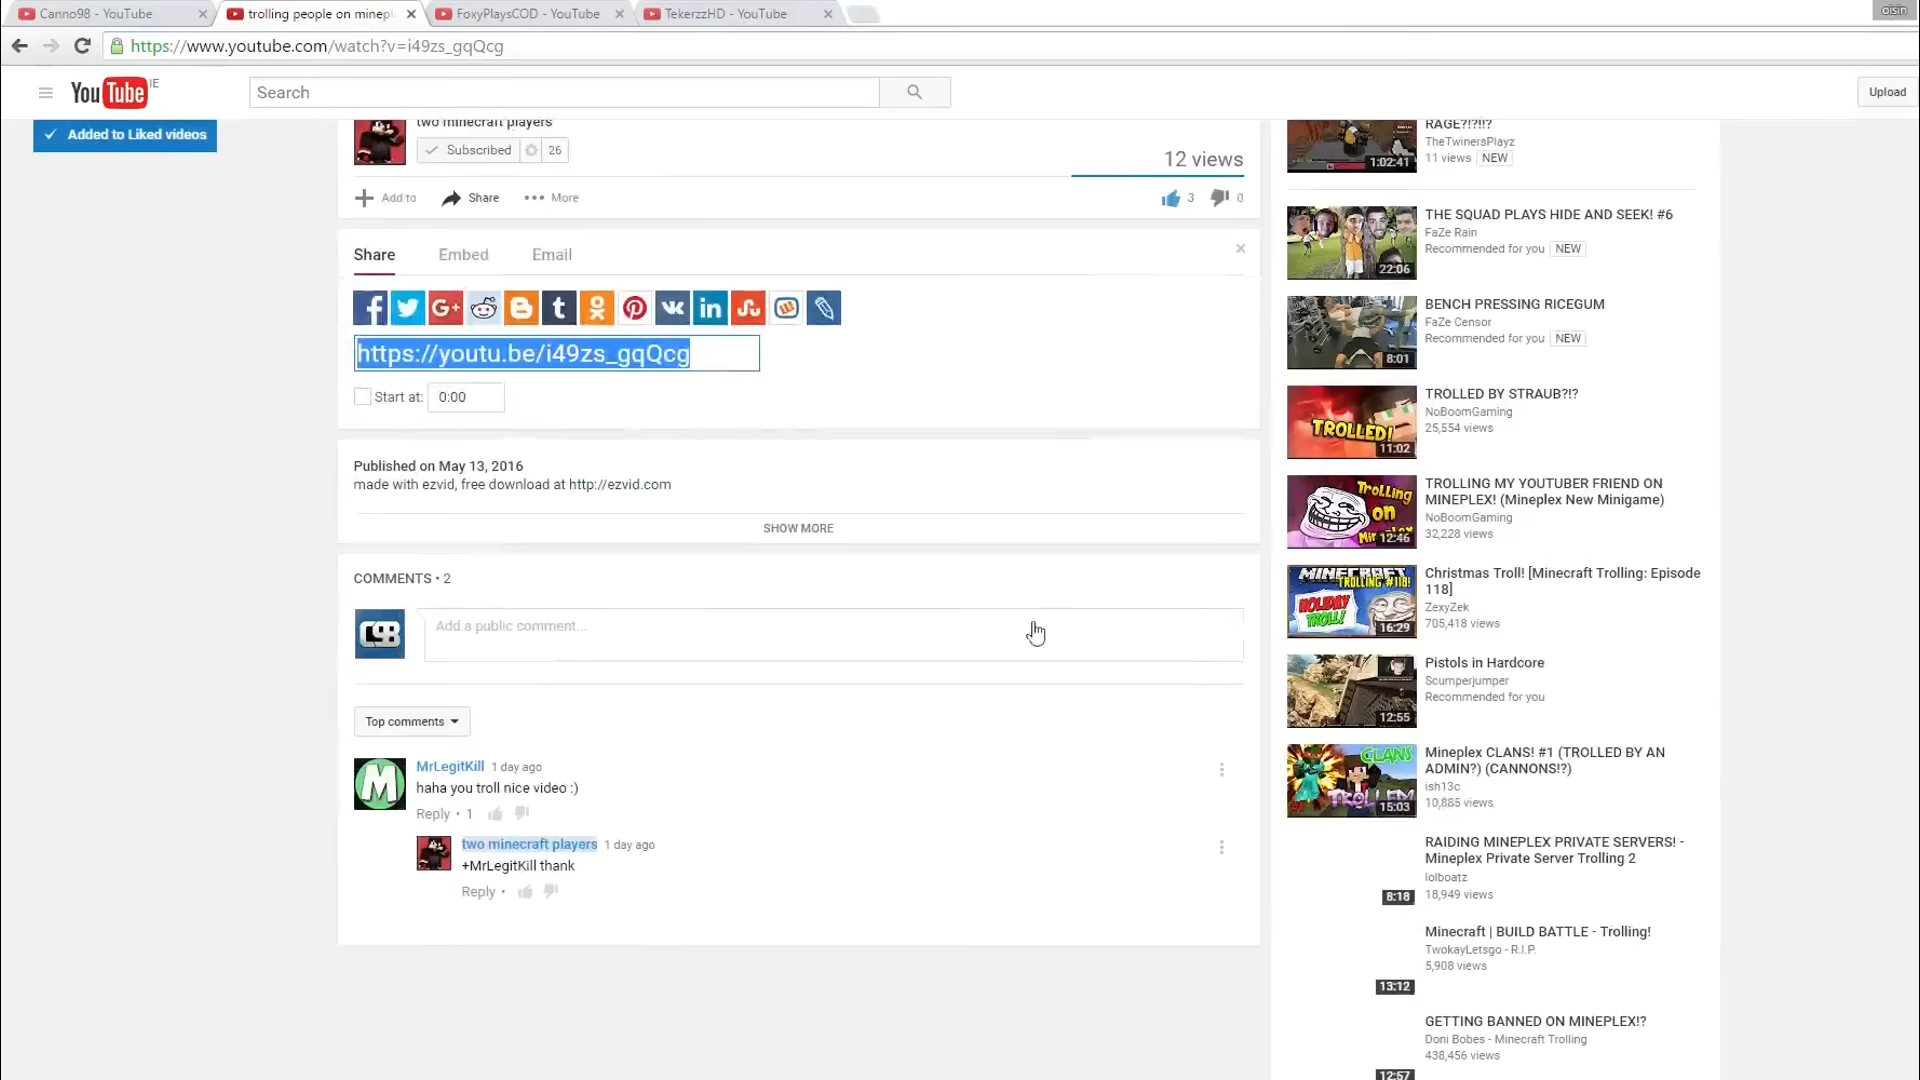 Canno98 - YouTube
trolling people on minepl
FoxyPlaysCOD - YouTube
TekerzzHD - YouTube
oisin
https://www.youtube.com/watch?v=i49zs_gqQcg
YouTube IE
Search
Upload
Added to Liked videos
two minecraft players
Subscribed 26
12 views
Add to
Share
More
3
0
Share
Embed
Email
https://youtu.be/i49zs_gqQcg
Start at: 0:00
Published on May 13, 2016
made with ezvid, free download at http://ezvid.com
SHOW MORE
COMMENTS • 2
C98
Add a public comment...
Top comments
M
MrLegitKill 1 day ago
haha you troll nice video :)
Reply • 1
two minecraft players 1 day ago
+MrLegitKill thank
Reply •
RAGE?!?!!?
TheTwinersPlayz
11 views NEW
1:02:41
THE SQUAD PLAYS HIDE AND SEEK! #6
FaZe Rain
Recommended for you NEW
22:06
BENCH PRESSING RICEGUM
FaZe Censor
Recommended for you NEW
8:01
TROLLED BY STRAUB?!?
NoBoomGaming
25,554 views
TROLLED!
11:02
TROLLING MY YOUTUBER FRIEND ON
MINEPLEX! (Mineplex New Minigame)
NoBoomGaming
32,228 views
Trolling
on
12:46
Christmas Troll! [Minecraft Trolling: Episode
118]
ZexyZek
705,418 views
MINECRAFT
TROLLING #118!
HOLIDAY
TROLL!
16:29
Pistols in Hardcore
Scumperjumper
Recommended for you
12:55
Mineplex CLANS! #1 (TROLLED BY AN
ADMIN?) (CANNONS!?)
ish13c
10,885 views
CLANS
TROLLED
15:03
RAIDING MINEPLEX PRIVATE SERVERS! -
Mineplex Private Server Trolling 2
lolboatz
18,949 views
8:18
Minecraft | BUILD BATTLE - Trolling!
TwokayLetsgo - R.I.P.
5,908 views
13:12
GETTING BANNED ON MINEPLEX!?
Doni Bobes - Minecraft Trolling
438,456 views
12:57